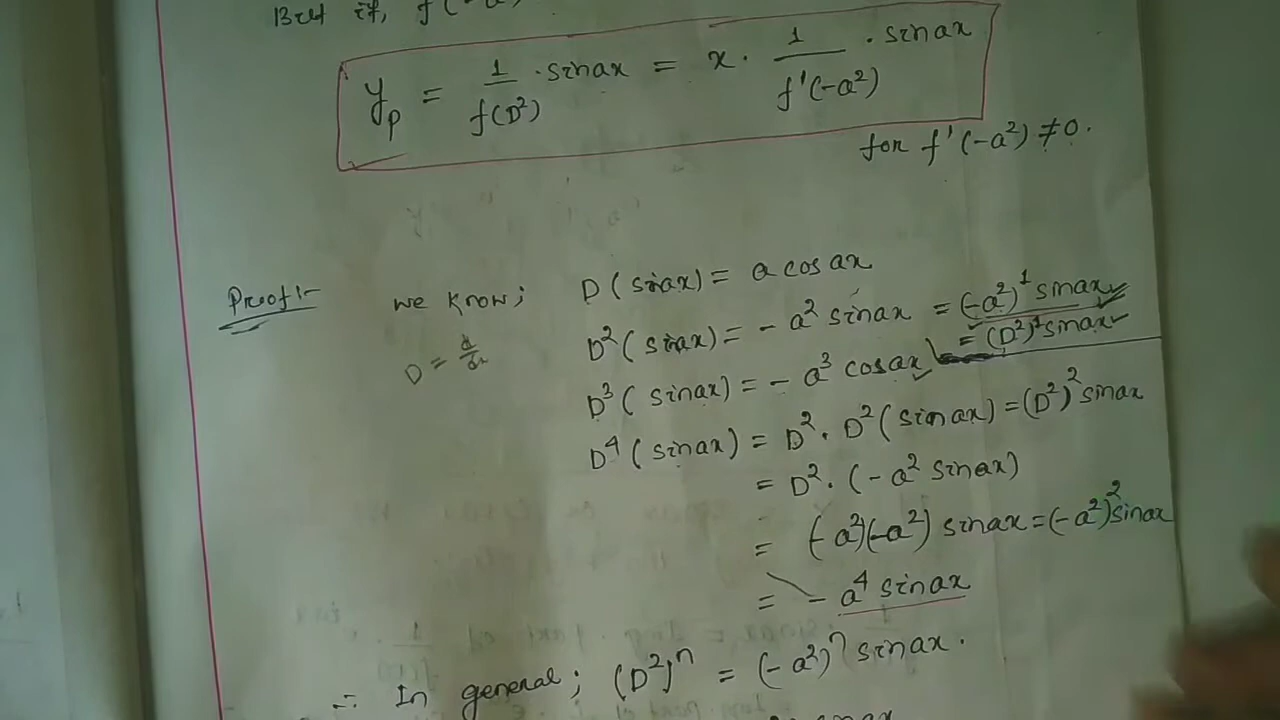 But if, f(-a
y_p = 1/f(D²) · sinax = x · 1/f'(-a²) · sinax
for f'(-a²) ≠ 0.
Proof:- We know; D(sinax) = a cosax
D = d/dx
D²(sinax) = - a² sinax = (-a²)¹ sinax
= (D²)¹ sinax
D³(sinax) = - a³ cosax
D⁴(sinax) = D² · D²(sinax) = (D²)² sinax
= D² · (-a² sinax)
= (-a²)(-a²) sinax = (-a²)² sinax
= - a⁴ sinax
∴ In general; (D²)ⁿ = (-a²)ⁿ sinax.